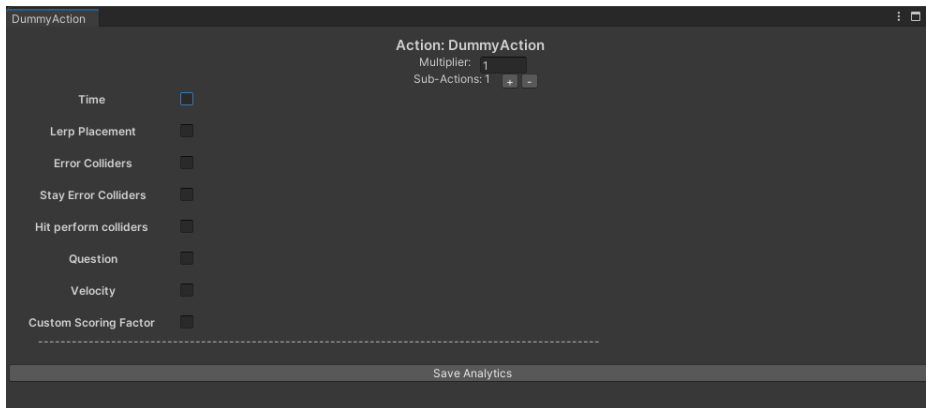 DummyAction
Action: DummyAction
Multiplier: 1
Sub-Actions: 1 + -
Time
Lerp Placement
Error Colliders
Stay Error Colliders
Hit perform colliders
Question
Velocity
Custom Scoring Factor
----------------------------------------------------------------------------------------------------
Save Analytics